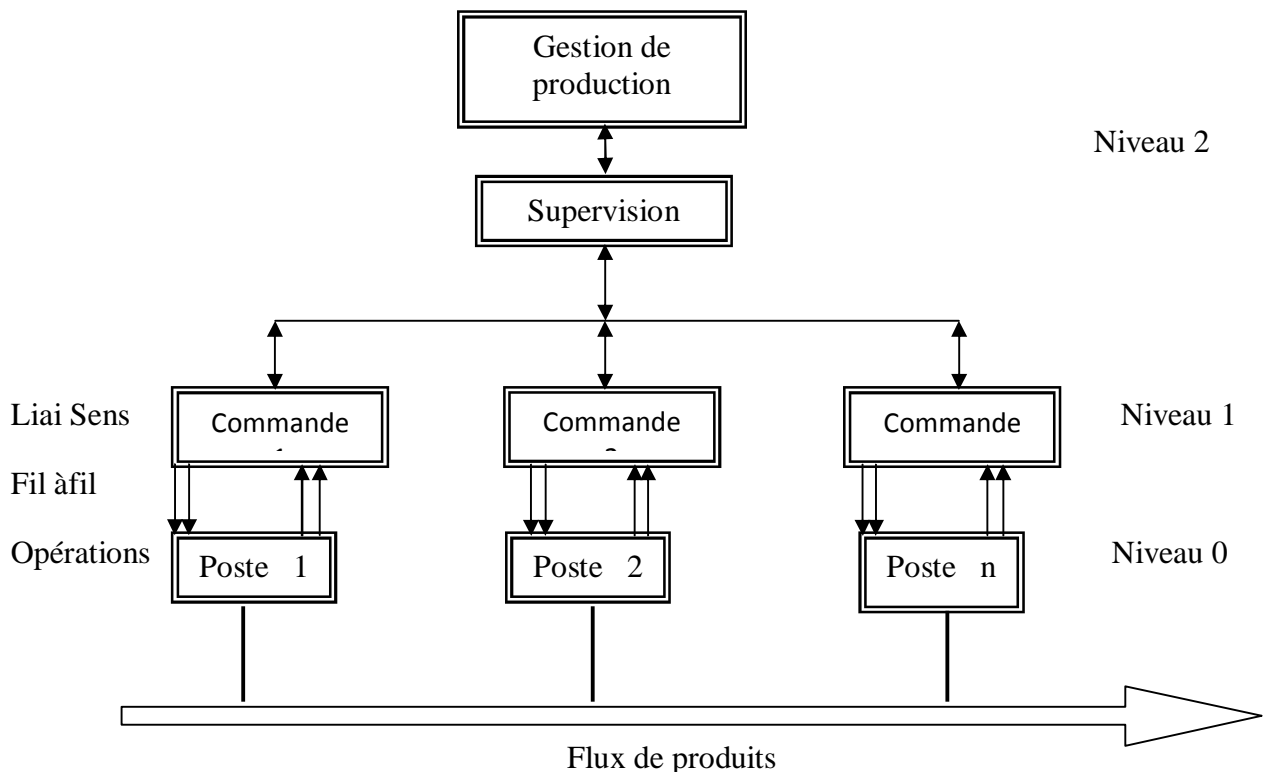 Gestion de
production
Niveau 2
Supervision
Liai Sens
Commande
Commande
Commande
Niveau 1
Fil àfil
Opérations
Poste 1
Poste 2
Poste n
Niveau 0
Flux de produits